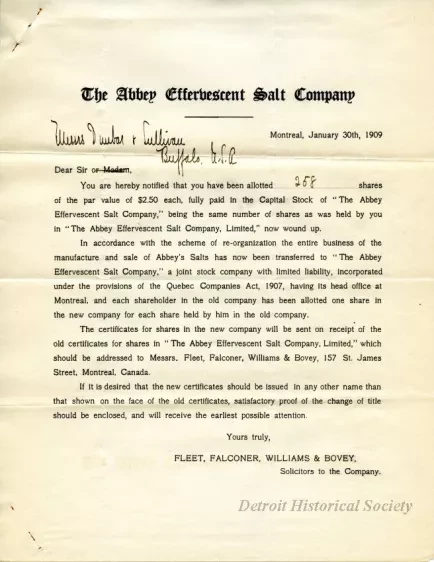 The Abbey Effervescent Salt Company
Montreal, January 30th, 1909
Messrs Dunbar & Sullivan
Buffalo, U.S.A
Dear Sir or Madam,
You are hereby notified that you have been allotted 258 shares
of the par value of $2.50 each, fully paid in the Capital Stock of "The Abbey
Effervescent Salt Company," being the same number of shares as was held by you
in "The Abbey Effervescent Salt Company, Limited," now wound up.
In accordance with the scheme of re-organization the entire business of the
manufacture and sale of Abbey's Salts has now been transferred to "The Abbey
Effervescent Salt Company," a joint stock company with limited liability, incorporated
under the provisions of the Quebec Companies Act, 1907, having its head office at
Montreal, and each shareholder in the old company has been allotted one share in
the new company for each share held by him in the old company.
The certificates for shares in the new company will be sent on receipt of the
old certificates for shares in "The Abbey Effervescent Salt Company, Limited," which
should be addressed to Messrs. Fleet, Falconer, Williams & Bovey, 157 St. James
Street, Montreal, Canada.
If it is desired that the new certificates should be issued in any other name than
that shown on the face of the old certificates, satisfactory proof of the change of title
should be enclosed, and will receive the earliest possible attention.
Yours truly,
FLEET, FALCONER, WILLIAMS & BOVEY,
Solicitors to the Company.
Detroit Historical Society